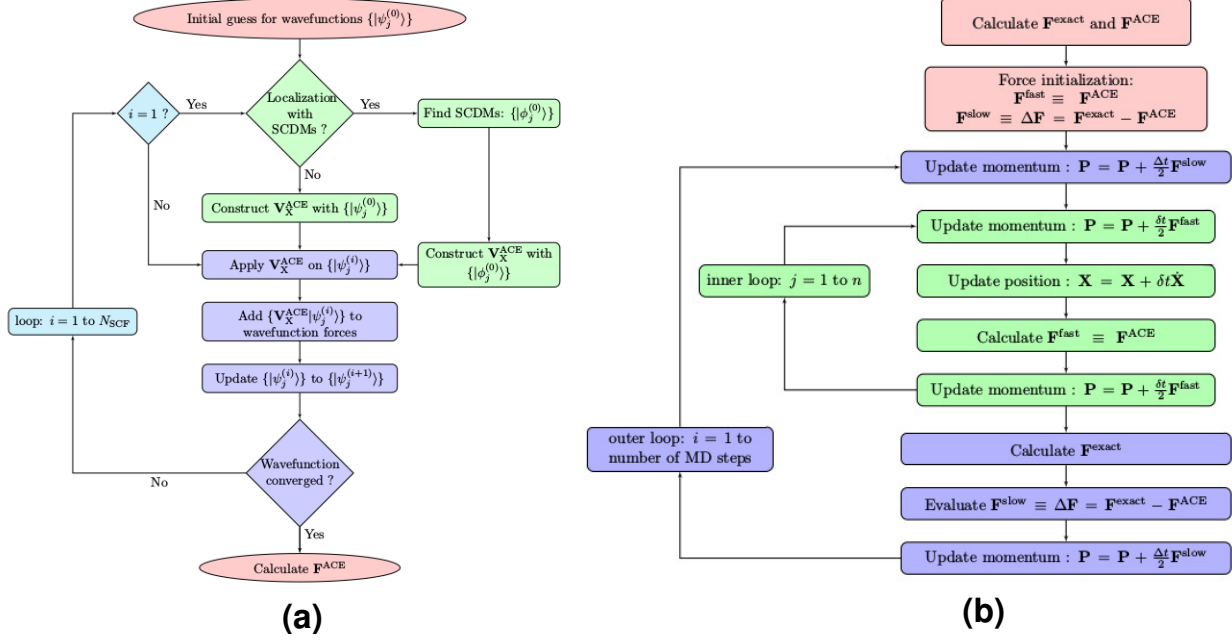 Initial guess for wavefunctions {|ψ_j^(0)⟩}
i = 1 ?
Yes
Localization
with
SCDMs ?
Yes
Find SCDMs: {|ϕ_j^(0)⟩}
No
No
Construct V_X^ACE with {|ψ_j^(0)⟩}
Construct V_X^ACE with
{|ϕ_j^(0)⟩}
Apply V_X^ACE on {|ψ_j^(i)⟩}
Add {V_X^ACE|ψ_j^(i)⟩} to
wavefunction forces
loop: i = 1 to N_SCF
Update {|ψ_j^(i)⟩} to {|ψ_j^(i+1)⟩}
Wavefunction
converged ?
No
Yes
Calculate F^ACE
(a)
Calculate F^exact and F^ACE
Force initialization:
F^fast ≡ F^ACE
F^slow ≡ ΔF = F^exact − F^ACE
Update momentum : P = P + Δt/2 F^slow
Update momentum : P = P + δt/2 F^fast
inner loop: j = 1 to n
Update position : X = X + δtẊ
Calculate F^fast ≡ F^ACE
Update momentum : P = P + δt/2 F^fast
outer loop: i = 1 to
number of MD steps
Calculate F^exact
Evaluate F^slow ≡ ΔF = F^exact − F^ACE
Update momentum : P = P + Δt/2 F^slow
(b)